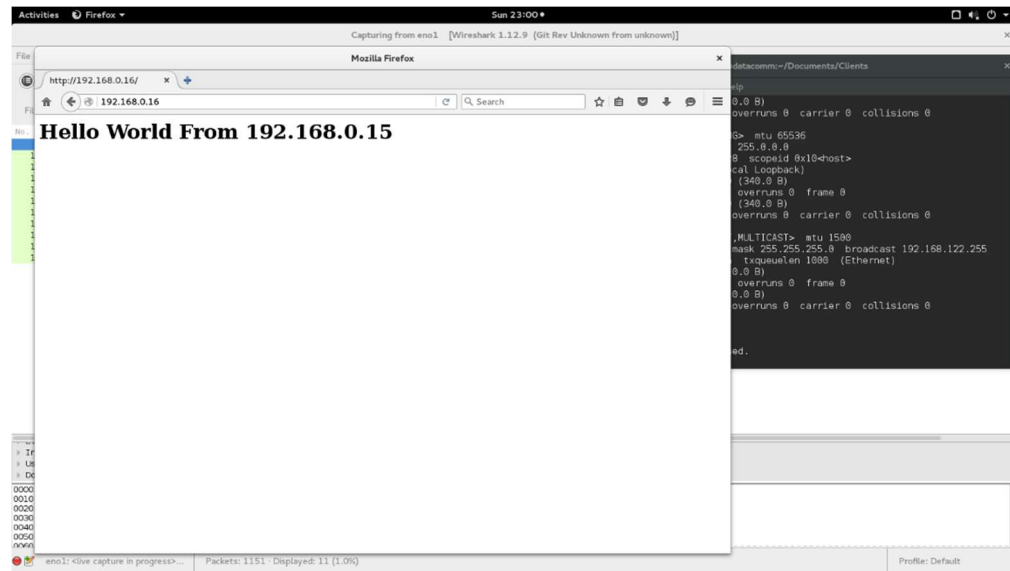 Activities Firefox Sun 23:00
Capturing from eno1 [Wireshark 1.12.9 (Git Rev Unknown from unknown)]
File
Mozilla Firefox
http://192.168.0.16/
192.168.0.16 Search
Hello World From 192.168.0.15
No.
datacomm:~/Documents/Clients
elp
0.0 B)
overruns 0 carrier 0 collisions 0
G> mtu 65536
255.0.0.0
8 scopeid 0x10<host>
cal Loopback)
(340.0 B)
overruns 0 frame 0
(340.0 B)
overruns 0 carrier 0 collisions 0
,MULTICAST> mtu 1500
mask 255.255.255.0 broadcast 192.168.122.255
txqueuelen 1000 (Ethernet)
0.0 B)
overruns 0 frame 0
0.0 B)
overruns 0 carrier 0 collisions 0
ed.
0000
0010
0020
0030
0040
0050
eno1: <live capture in progress>... Packets: 1151 · Displayed: 11 (1.0%) Profile: Default